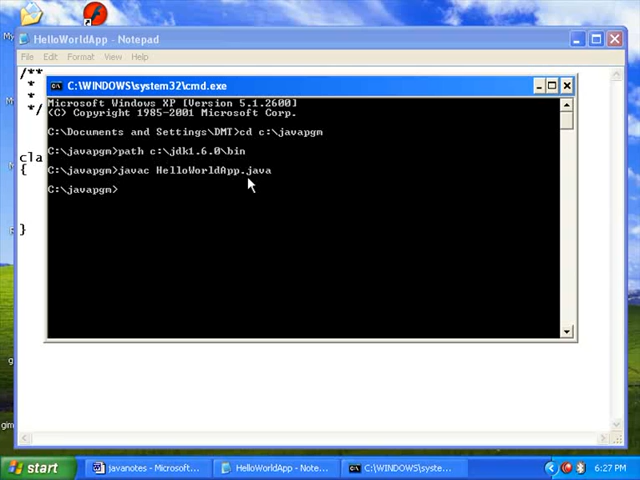 HelloWorldApp - Notepad
File Edit Format View Help
/**
*
*
*/
cla
{
}
C:\WINDOWS\system32\cmd.exe
Microsoft Windows XP [Version 5.1.2600]
(C) Copyright 1985-2001 Microsoft Corp.
C:\Documents and Settings\DMT>cd c:\javapgm
C:\javapgm>path c:\jdk1.6.0\bin
C:\javapgm>javac HelloWorldApp.java
C:\javapgm>
start
javanotes - Microsoft...
HelloWorldApp - Note...
C:\WINDOWS\syste...
6:27 PM